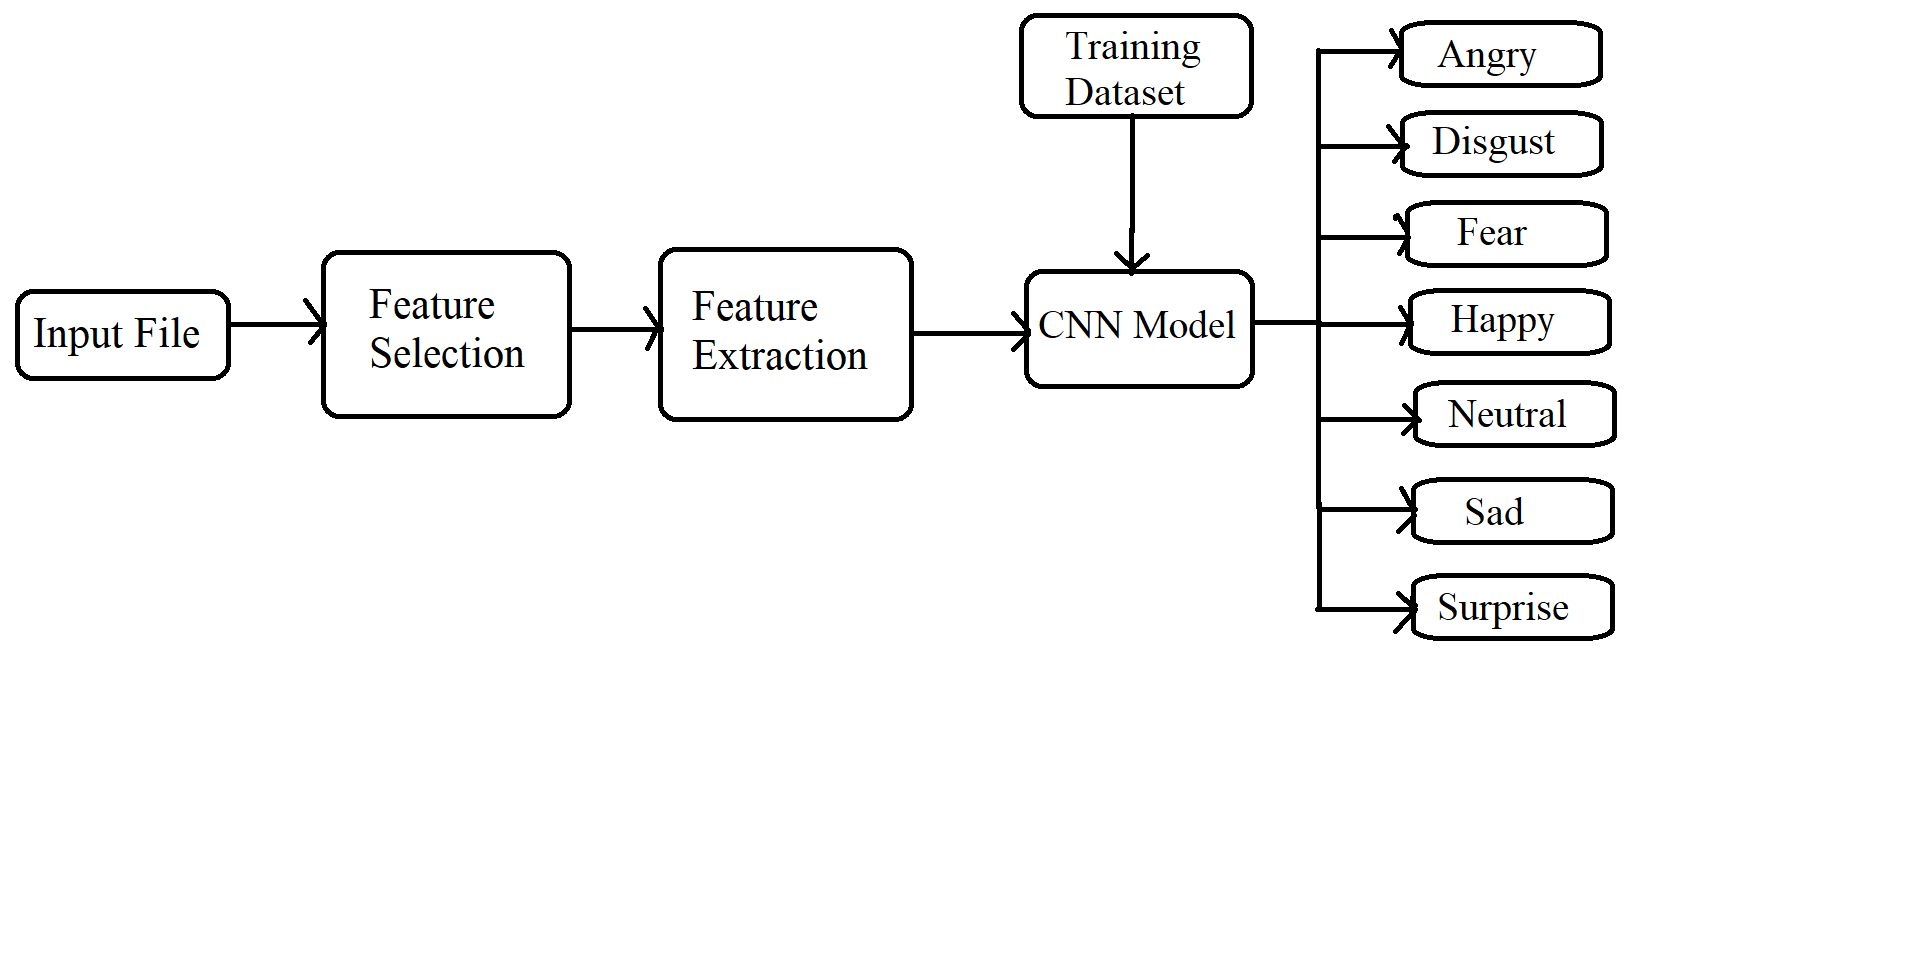 Input File
Feature
Selection
Feature
Extraction
Training
Dataset
CNN Model
Angry
Disgust
Fear
Happy
Neutral
Sad
Surprise